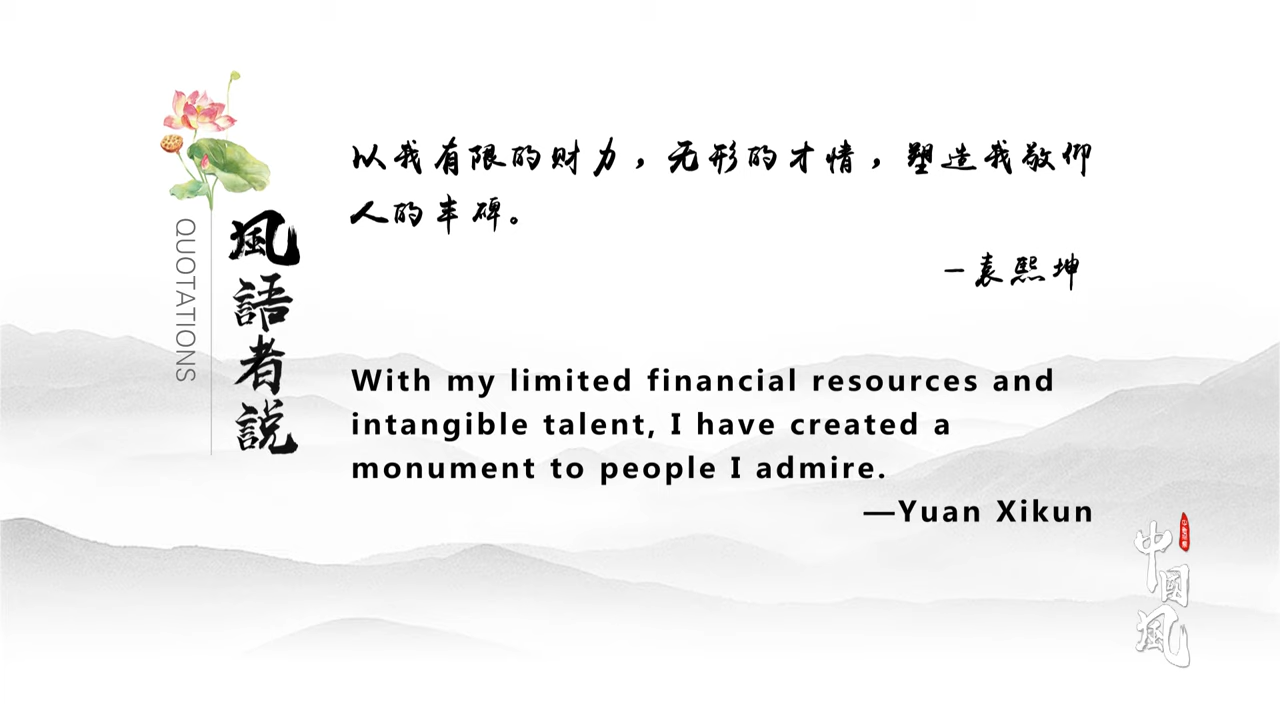 QUOTATIONS
風語者説
以我有限的财力，无形的才情，塑造我敬仰
人的丰碑。
—袁熙坤
With my limited financial resources and
intangible talent, I have created a
monument to people I admire.
—Yuan Xikun
中国風